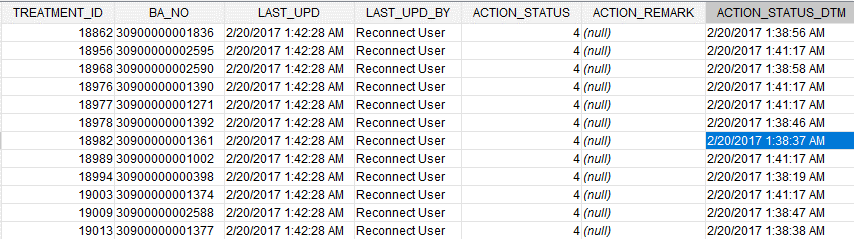 TREATMENT_ID BA_NO LAST_UPD LAST_UPD_BY ACTION_STATUS ACTION_REMARK ACTION_STATUS_DTM
18862 30900000001836 2/20/2017 1:42:28 AM Reconnect User 4 (null) 2/20/2017 1:38:56 AM
18956 30900000002595 2/20/2017 1:42:28 AM Reconnect User 4 (null) 2/20/2017 1:41:17 AM
18968 30900000002590 2/20/2017 1:42:28 AM Reconnect User 4 (null) 2/20/2017 1:38:58 AM
18976 30900000001390 2/20/2017 1:42:28 AM Reconnect User 4 (null) 2/20/2017 1:41:17 AM
18977 30900000001271 2/20/2017 1:42:28 AM Reconnect User 4 (null) 2/20/2017 1:41:17 AM
18978 30900000001392 2/20/2017 1:42:28 AM Reconnect User 4 (null) 2/20/2017 1:38:46 AM
18982 30900000001361 2/20/2017 1:42:28 AM Reconnect User 4 (null) 2/20/2017 1:38:37 AM
18989 30900000001002 2/20/2017 1:42:28 AM Reconnect User 4 (null) 2/20/2017 1:41:17 AM
18994 30900000000398 2/20/2017 1:42:28 AM Reconnect User 4 (null) 2/20/2017 1:38:19 AM
19003 30900000001374 2/20/2017 1:42:28 AM Reconnect User 4 (null) 2/20/2017 1:41:17 AM
19009 30900000002588 2/20/2017 1:42:28 AM Reconnect User 4 (null) 2/20/2017 1:38:47 AM
19013 30900000001377 2/20/2017 1:42:28 AM Reconnect User 4 (null) 2/20/2017 1:38:38 AM